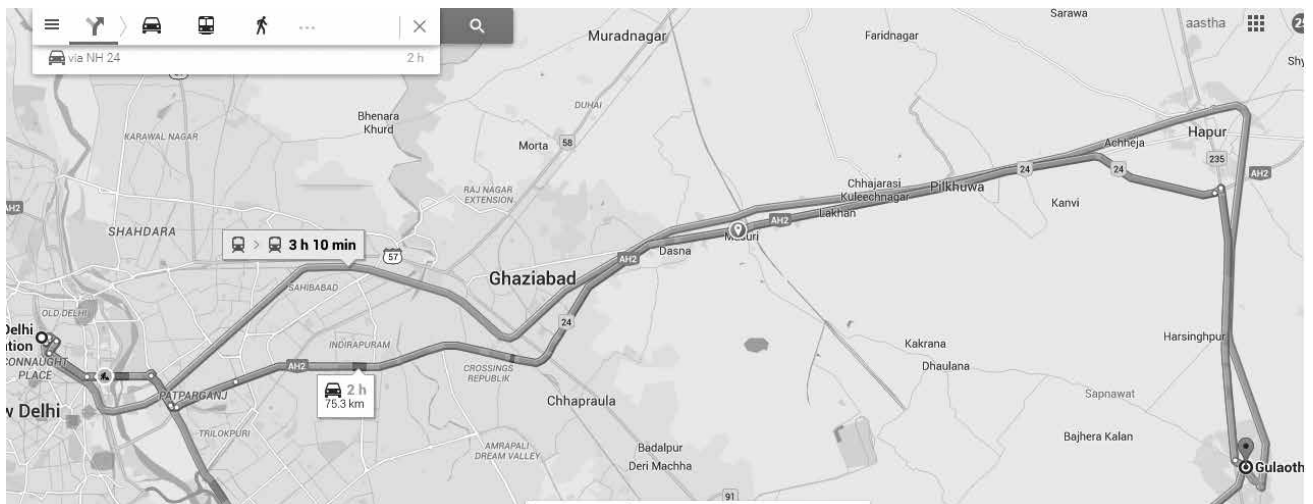 Sarawa
aastha
Muradnagar
Faridnagar
via NH 24
2 h
DUHAI
Bhenara
Khurd
KARAWAL NAGAR
Morta
58
Hapur
Achheja
235
RAJ NAGAR
EXTENSION
Chhajarasi
Kuleechnagar
Pilkhuwa
24
24
AH2
Kanvi
Lakhan
AH2
AH2
SHAHDARA
3 h 10 min
57
Dasna
AH2
Ghaziabad
SAHIBABAD
OLD DELHI
24
Delhi
INDIRAPURAM
Harsinghpur
CONNAUGHT
PLACE
AH2
Kakrana
Dhaulana
CROSSINGS
REPUBLIK
2 h
75.3 km
PATPARGANJ
Chhapraula
Sapnawat
TRILOKPURI
Bajhera Kalan
AMRAPALI
DREAM VALLEY
Badalpur
Deri Machha
Gulaoth
91